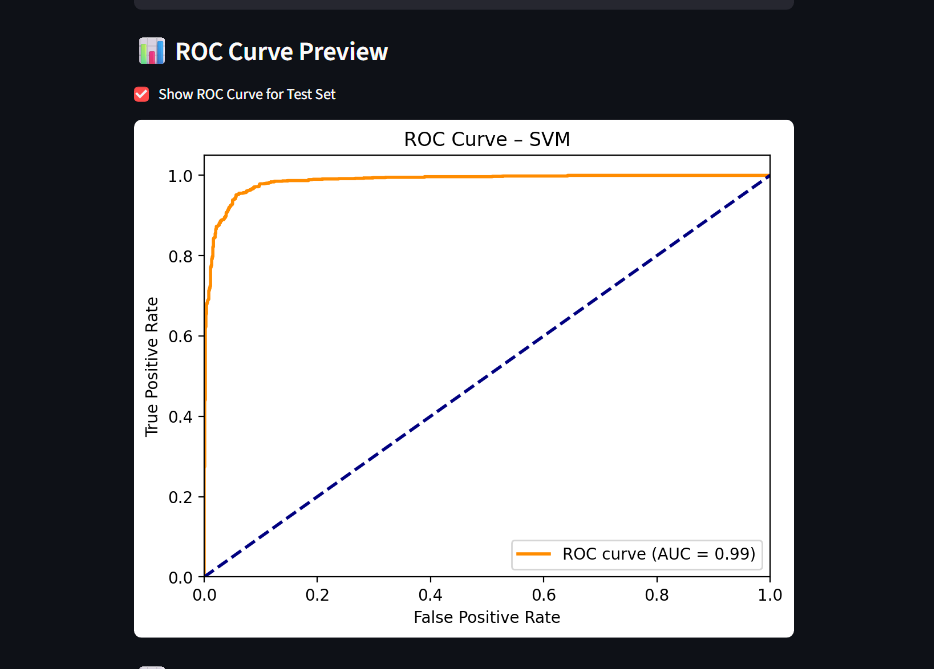 📊 ROC Curve Preview
Show ROC Curve for Test Set
ROC Curve – SVM
True Positive Rate
1.0
0.8
0.6
0.4
0.2
0.0
0.0 0.2 0.4 0.6 0.8 1.0
False Positive Rate
ROC curve (AUC = 0.99)